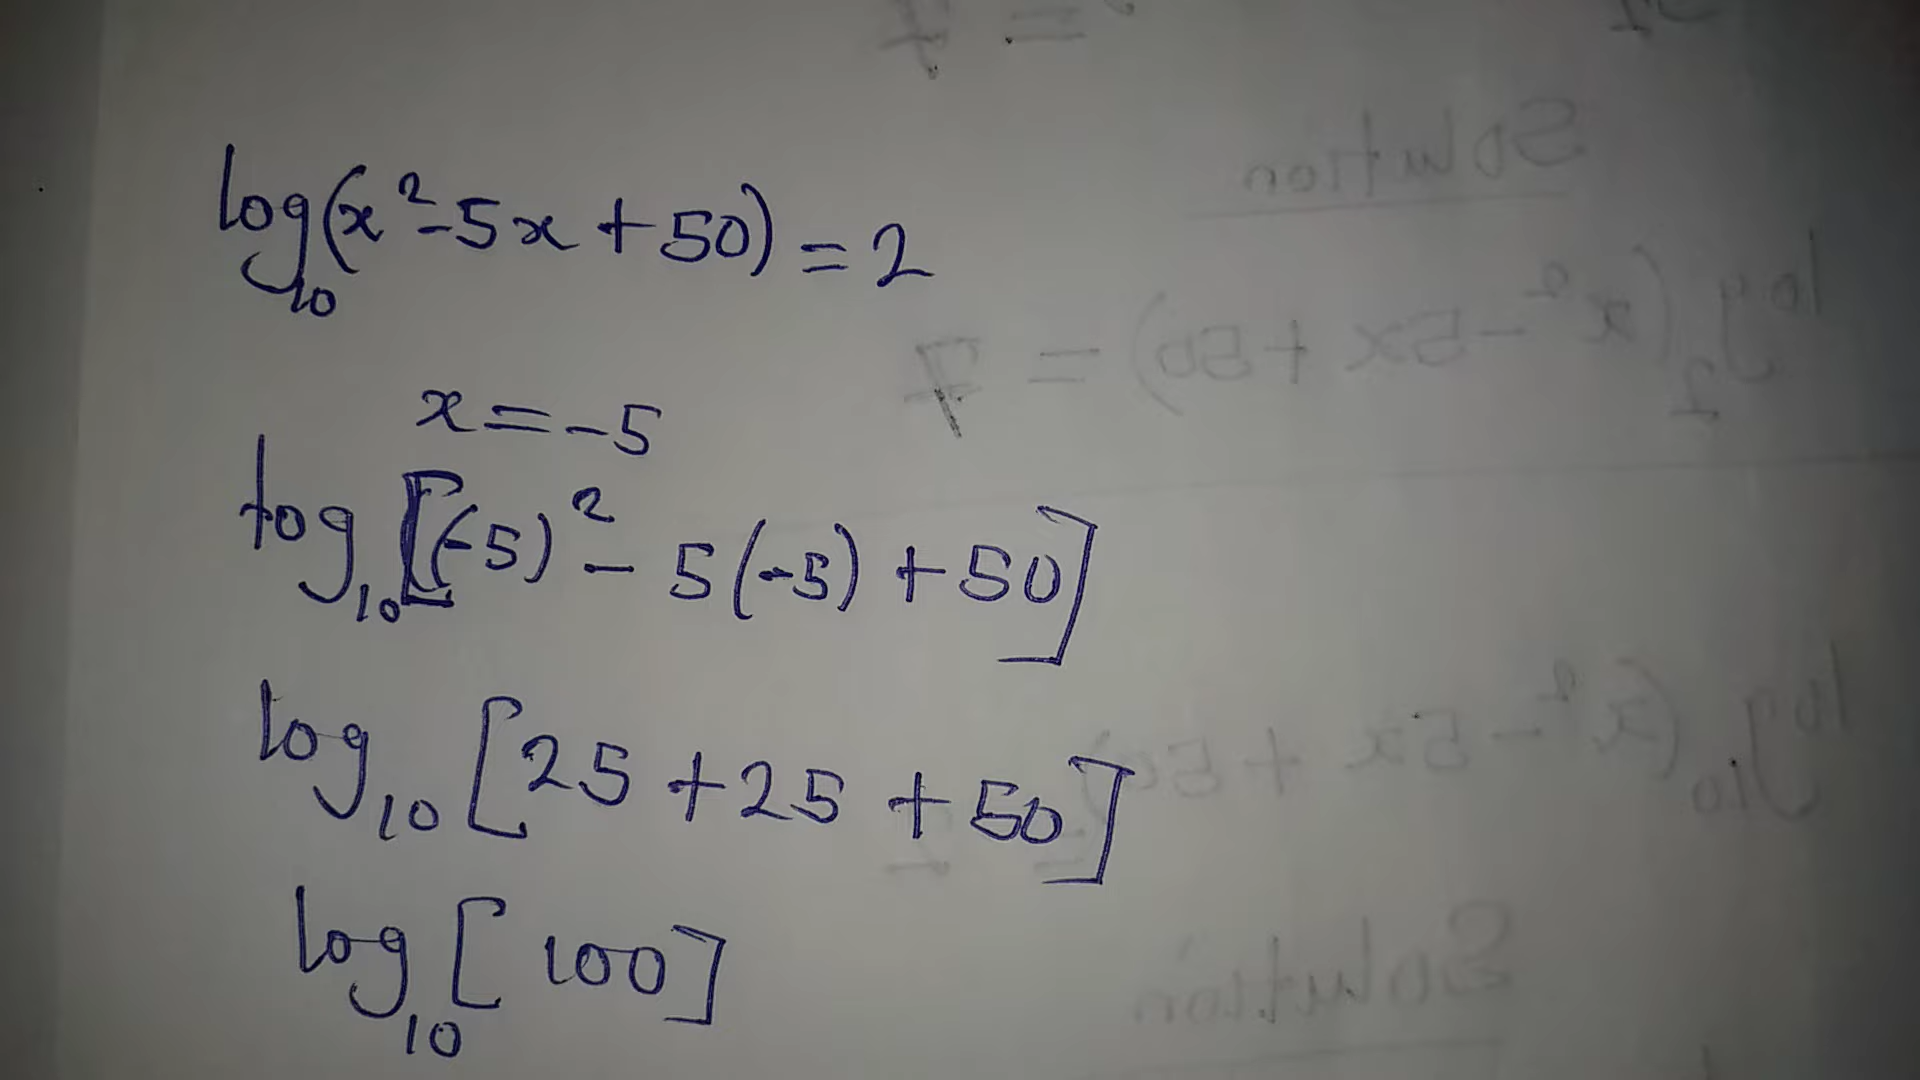 log₁₀(x²-5x+50)=2
x=-5
log₁₀[(-5)²-5(-5)+50]
log₁₀[25+25+50]
log₁₀[100]